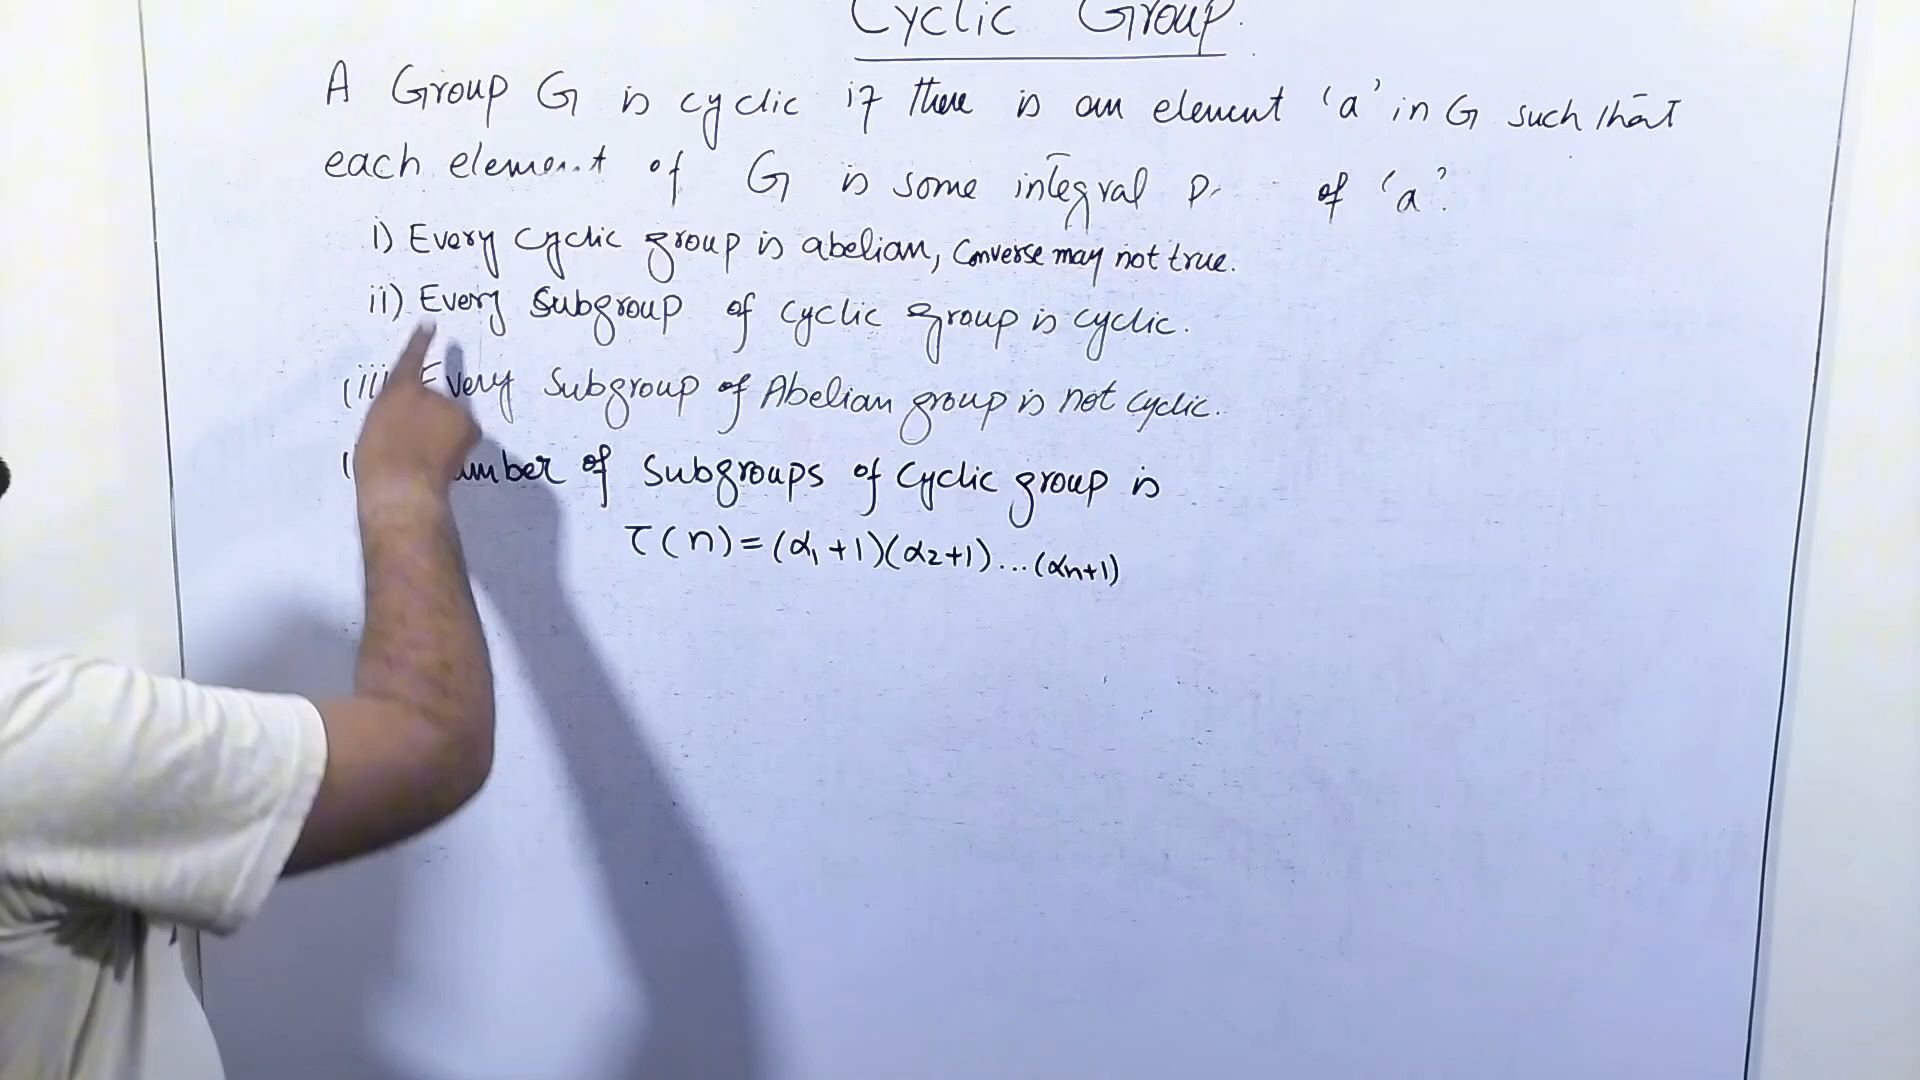 Cyclic Group.
A Group G is cyclic if there is an element 'a' in G such that
each element of G is some integral of 'a'.
i) Every cyclic group is abelian, Converse may not true.
ii) Every Subgroup of cyclic group is cyclic.
(iii Every Subgroup of Abelian group is not cyclic.
( umber of Subgroups of Cyclic group is
τ(n)=(α₁+1)(α₂+1)...(αn+1)